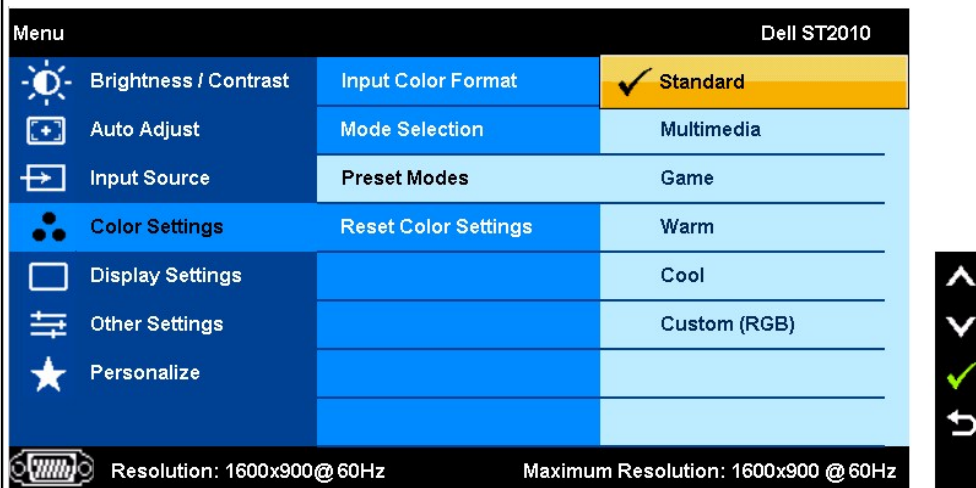 Menu Dell ST2010
Brightness / Contrast Input Color Format Standard
Auto Adjust Mode Selection Multimedia
Input Source Preset Modes Game
Color Settings Reset Color Settings Warm
Display Settings Cool
Other Settings Custom (RGB)
Personalize
Resolution: 1600x900@60Hz Maximum Resolution: 1600x900 @60Hz